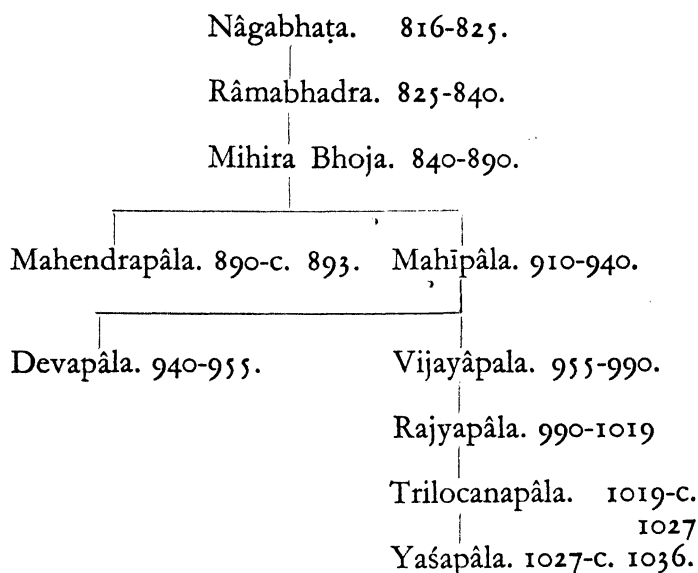 Nâgabhaṭa. 816-825.
Râmabhadra. 825-840.
Mihira Bhoja. 840-890.
Mahendrapâla. 890-c. 893. Mahīpâla. 910-940.
Devapâla. 940-955. Vijayâpala. 955-990.
Rajyapâla. 990-1019
Trilocanapâla. 1019-c.
1027
Yaśapâla. 1027-c. 1036.